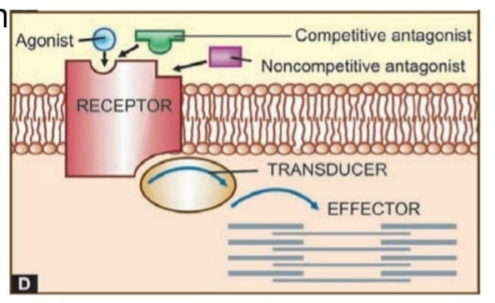 n
Agonist
Competitive antagonist
Noncompetitive antagonist
RECEPTOR
TRANSDUCER
EFFECTOR
D